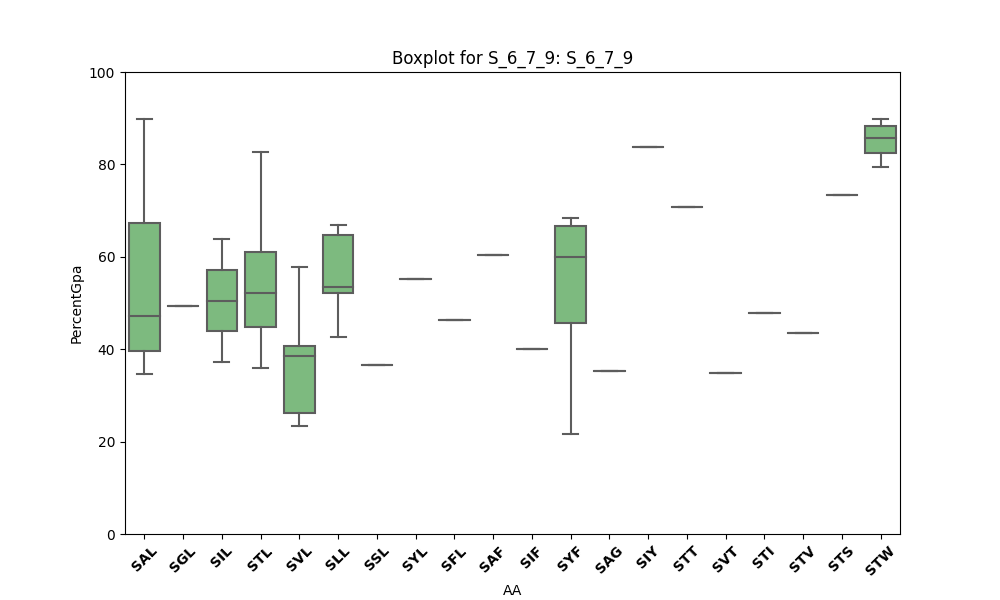 Boxplot for S_6_7_9: S_6_7_9
100
80
60
40
20
0
PercentGpa
SAL SGL SIL STL SVL SLL SSL SYL SFL SAF SIF SYF SAG SIY STT SVT STI STV STS STW
AA